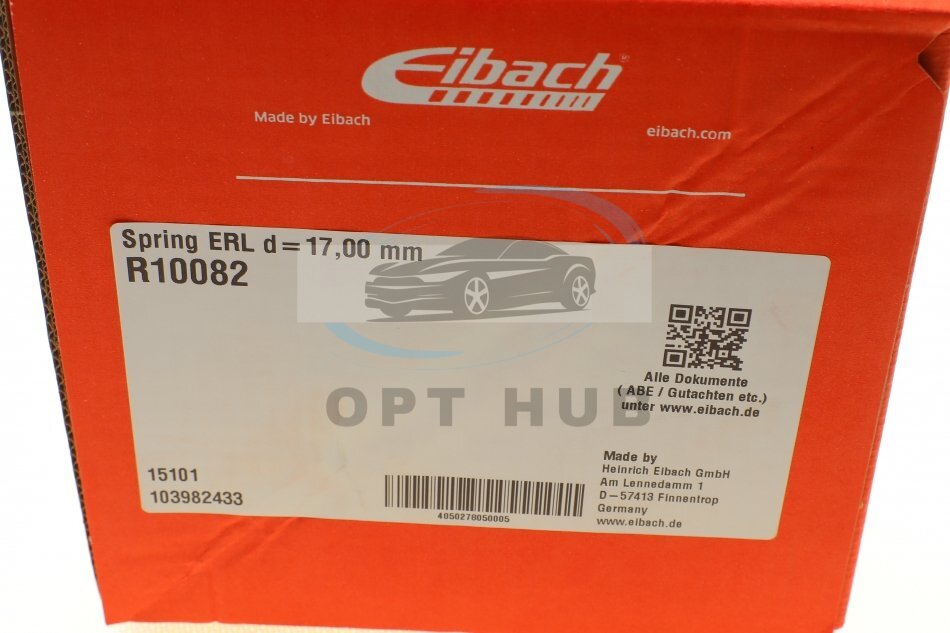 Eibach®
Made by Eibach
eibach.com
Spring ERL d=17,00 mm
R10082
Alle Dokumente
( ABE / Gutachten etc.)
unter www.eibach.de
OPT HUB
Made by
Heinrich Eibach GmbH
Am Lennedamm 1
D-57413 Finnentrop
Germany
www.eibach.de
15101
103982433
4050278050005